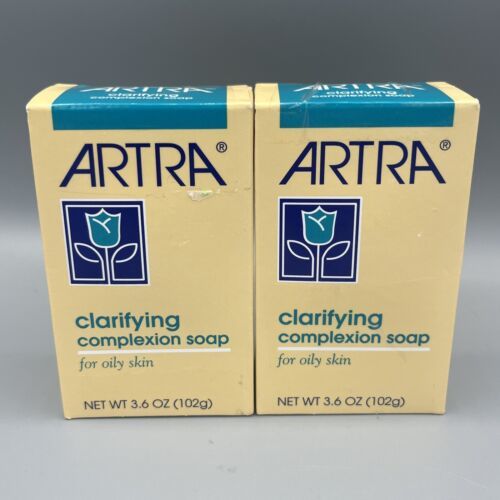 clarifying
complexion soap
ARTRA®
clarifying
complexion soap
for oily skin
NET WT 3.6 OZ (102g)
clarifying
complexion soap
ARTRA®
clarifying
complexion soap
for oily skin
NET WT 3.6 OZ (102g)